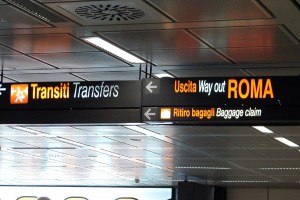 Transiti Transfers
Uscita Way out ROMA
Ritiro bagagli Baggage claim